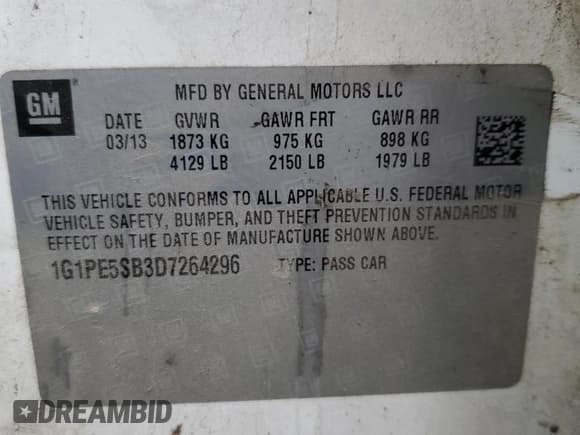 GM
MFD BY GENERAL MOTORS LLC
DATE GVWR GAWR FRT GAWR RR
03/13 1873 KG 975 KG 898 KG
4129 LB 2150 LB 1979 LB
THIS VEHICLE CONFORMS TO ALL APPLICABLE U.S. FEDERAL MOTOR
VEHICLE SAFETY, BUMPER, AND THEFT PREVENTION STANDARDS IN
EFFECT ON THE DATE OF MANUFACTURE SHOWN ABOVE.
1G1PE5SB3D7264296 TYPE: PASS CAR
DREAMBID